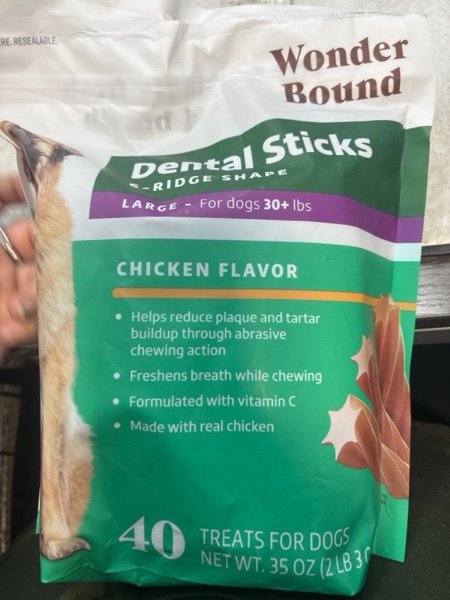 RE. RESEALABLE.
Wonder
Bound
Dental Sticks
-RIDGE SHAPE
LARGE – For dogs 30+ lbs
CHICKEN FLAVOR
• Helps reduce plaque and tartar
buildup through abrasive
chewing action
• Freshens breath while chewing
• Formulated with vitamin C
• Made with real chicken
40 TREATS FOR DOGS
NET WT. 35 OZ (2 LB 3